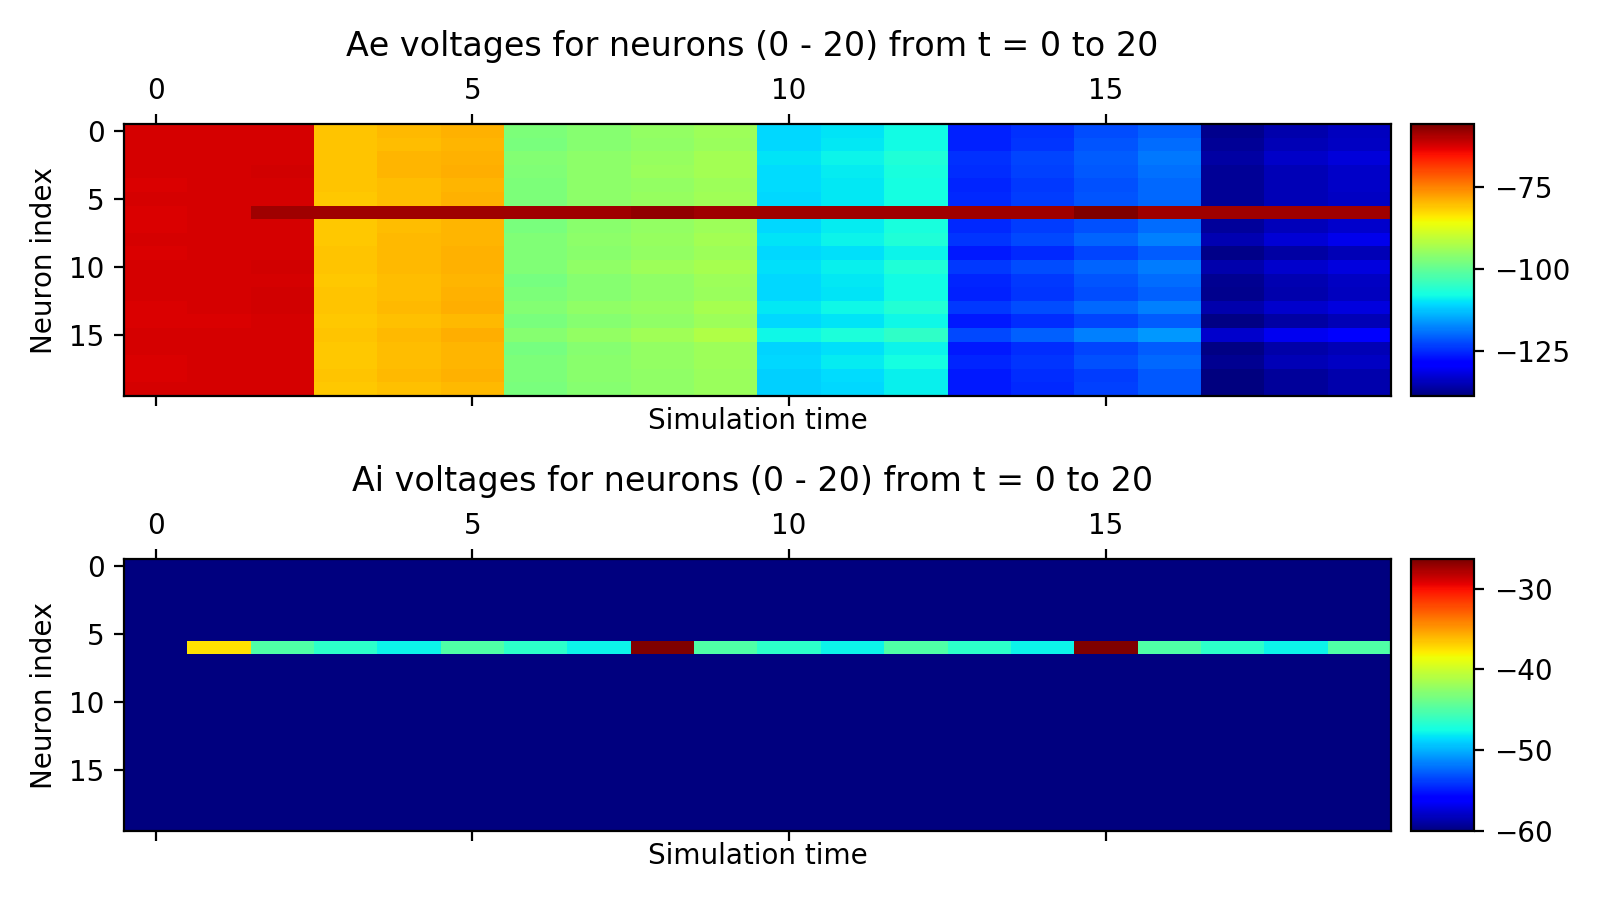 Ae voltages for neurons (0 - 20) from t = 0 to 20
0 5 10 15
Neuron index
0
5
10
15
Simulation time
−75
−100
−125
Ai voltages for neurons (0 - 20) from t = 0 to 20
0 5 10 15
Neuron index
0
5
10
15
Simulation time
−30
−40
−50
−60